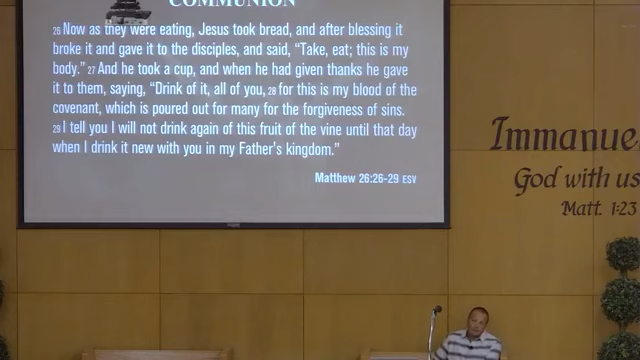 COMMUNION
26 Now as they were eating, Jesus took bread, and after blessing it
broke it and gave it to the disciples, and said, “Take, eat; this is my
body.” 27 And he took a cup, and when he had given thanks he gave
it to them, saying, “Drink of it, all of you, 28 for this is my blood of the
covenant, which is poured out for many for the forgiveness of sins.
29 I tell you I will not drink again of this fruit of the vine until that day
when I drink it new with you in my Father's kingdom.”
Matthew 26:26-29 ESV
Immanue
God with us
Matt. 1:23